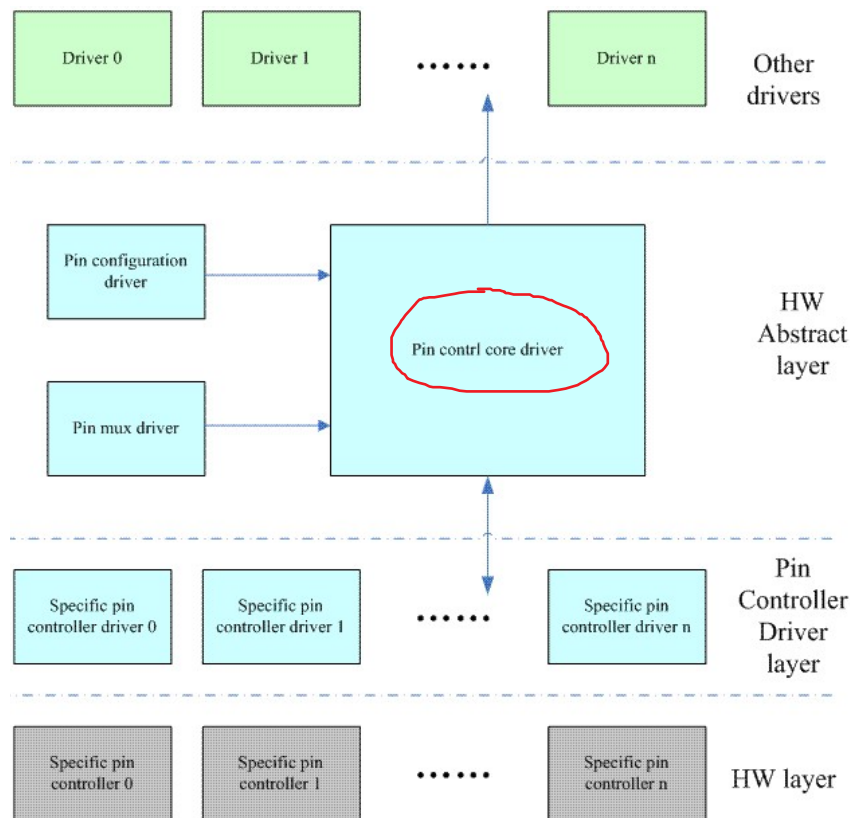 Driver 0
Driver 1
......
Driver n
Other
drivers
Pin configuration
driver
Pin contrl core driver
HW
Abstract
layer
Pin mux driver
Specific pin
controller driver 0
Specific pin
controller driver 1
......
Specific pin
controller driver n
Pin
Controller
Driver
layer
Specific pin
controller 0
Specific pin
controller 1
......
Specific pin
controller n
HW layer